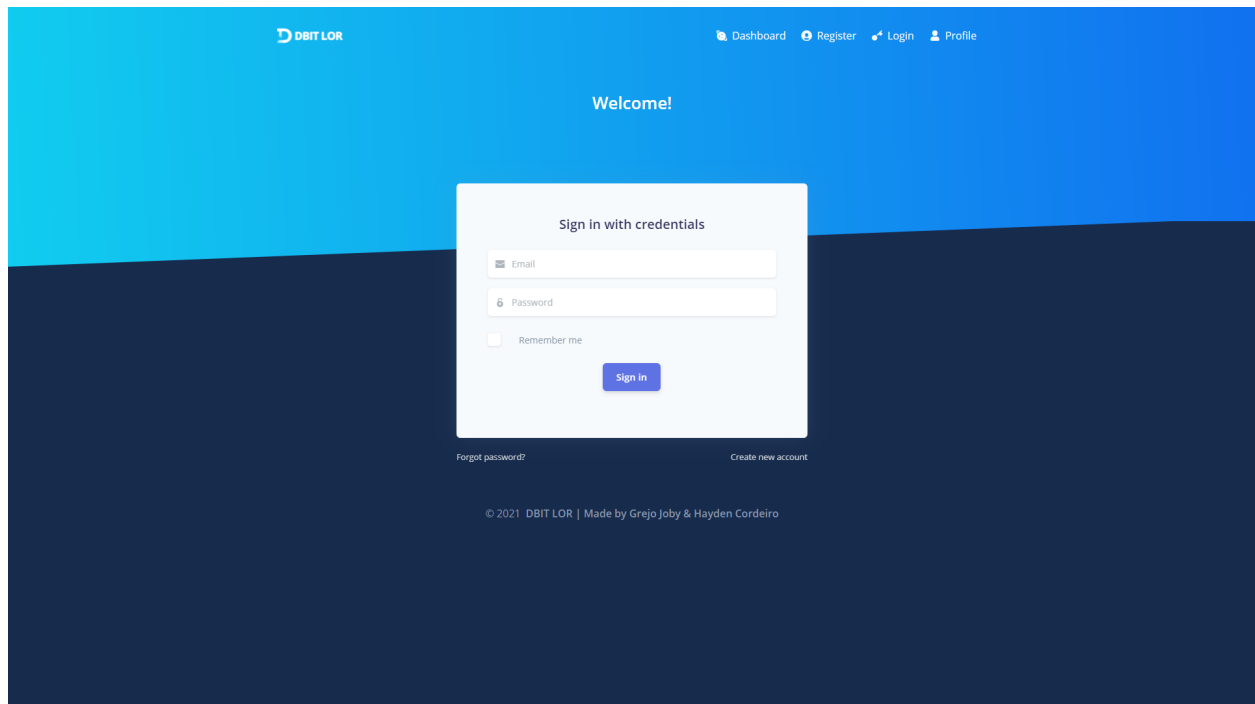 DBIT LOR
Dashboard Register Login Profile
Welcome!
Sign in with credentials
Email
Password
Remember me
Sign in
Forgot password? Create new account
© 2021 DBIT LOR | Made by Grejo Joby & Hayden Cordeiro